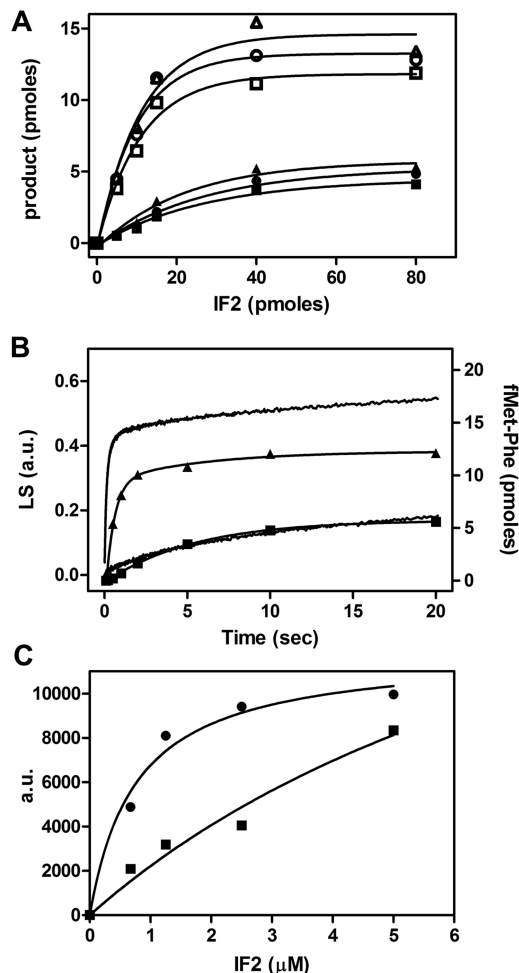 A
15
10
5
0
product (pmoles)
0 20 40 60 80
IF2 (pmoles)
B
0.6
0.4
0.2
0.0
LS (a.u.)
20
15
10
5
0
fMet-Phe (pmoles)
0 5 10 15 20
Time (sec)
C
10000
8000
6000
4000
2000
0
a.u.
0 1 2 3 4 5 6
IF2 (μM)